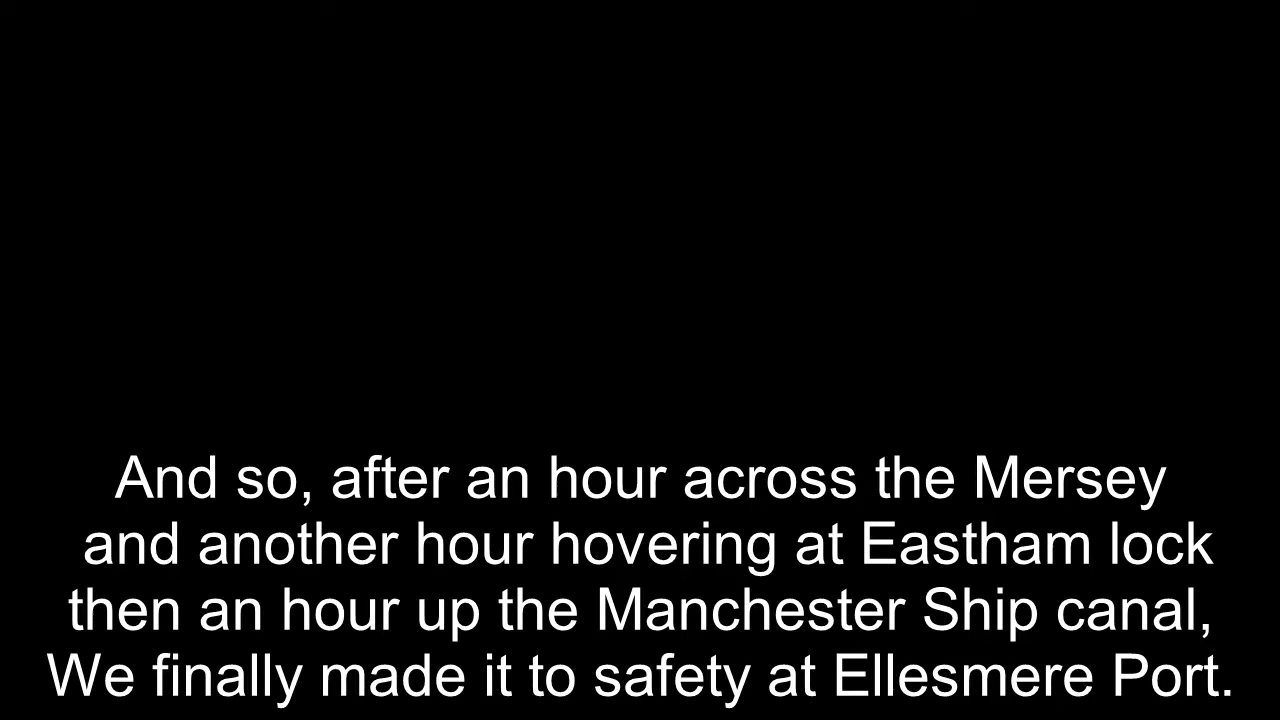 And so, after an hour across the Mersey
and another hour hovering at Eastham lock
then an hour up the Manchester Ship canal,
We finally made it to safety at Ellesmere Port.